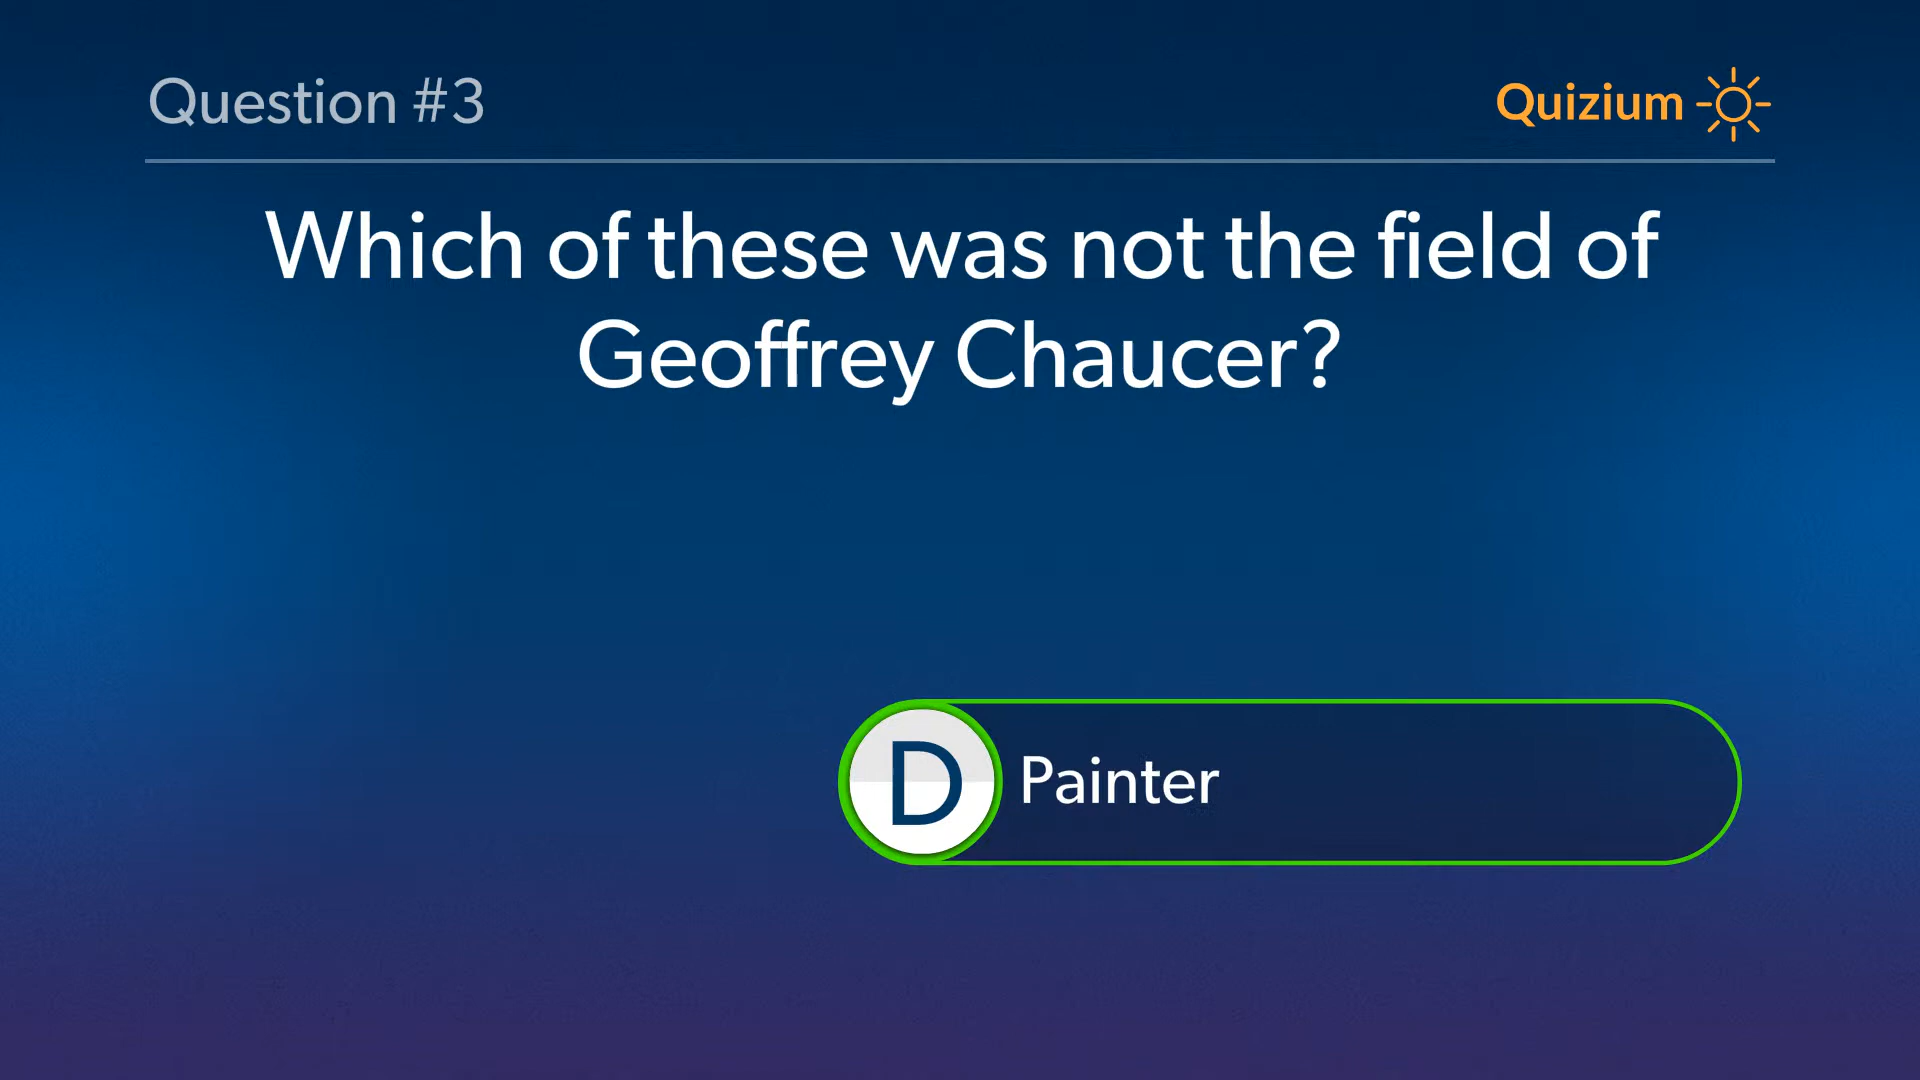 Question #3
Quizium
Which of these was not the field of
Geoffrey Chaucer?
D Painter